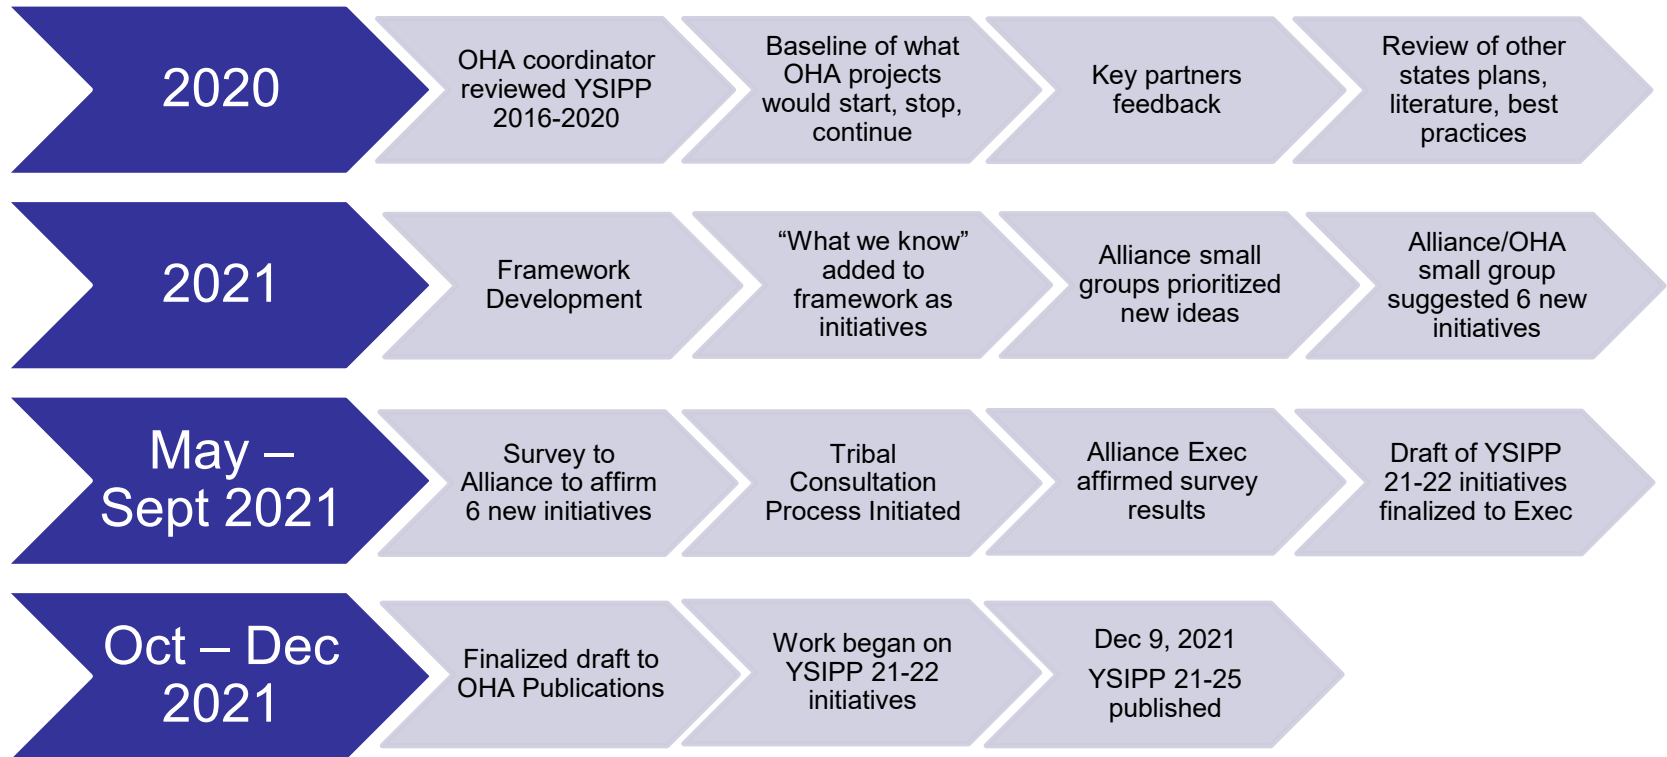 2020
OHA coordinator
reviewed YSIPP
2016-2020
Baseline of what
OHA projects
would start, stop,
continue
Key partners
feedback
Review of other
states plans,
literature, best
practices
2021
Framework
Development
“What we know”
added to
framework as
initiatives
Alliance small
groups prioritized
new ideas
Alliance/OHA
small group
suggested 6 new
initiatives
May –
Sept 2021
Survey to
Alliance to affirm
6 new initiatives
Tribal
Consultation
Process Initiated
Alliance Exec
affirmed survey
results
Draft of YSIPP
21-22 initiatives
finalized to Exec
Oct – Dec
2021
Finalized draft to
OHA Publications
Work began on
YSIPP 21-22
initiatives
Dec 9, 2021
YSIPP 21-25
published